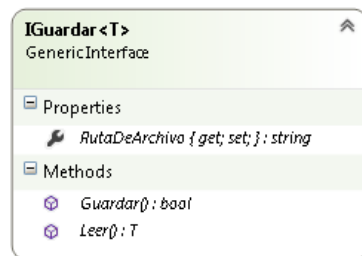 IGuardar<T>
GenericInterface
Properties
RutaDeArchivo { get; set; } : string
Methods
Guardar() : bool
Leer() : T